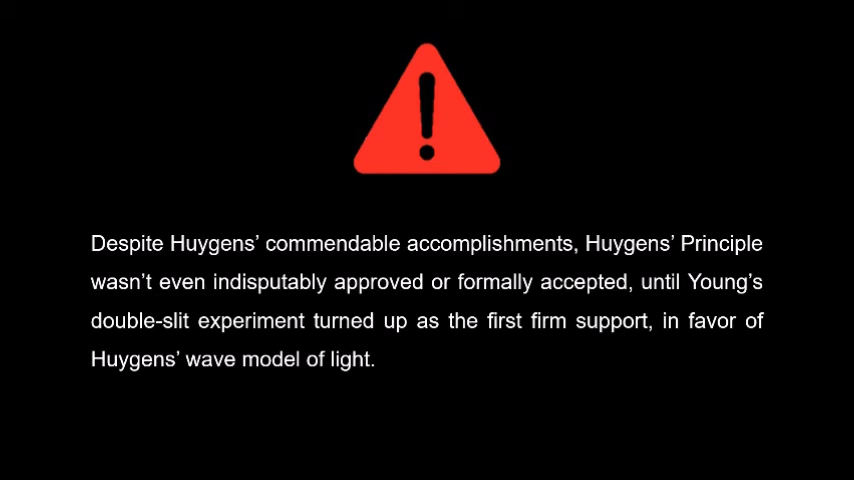 Despite Huygens’ commendable accomplishments, Huygens’ Principle
wasn’t even indisputably approved or formally accepted, until Young’s
double-slit experiment turned up as the first firm support, in favor of
Huygens’ wave model of light.